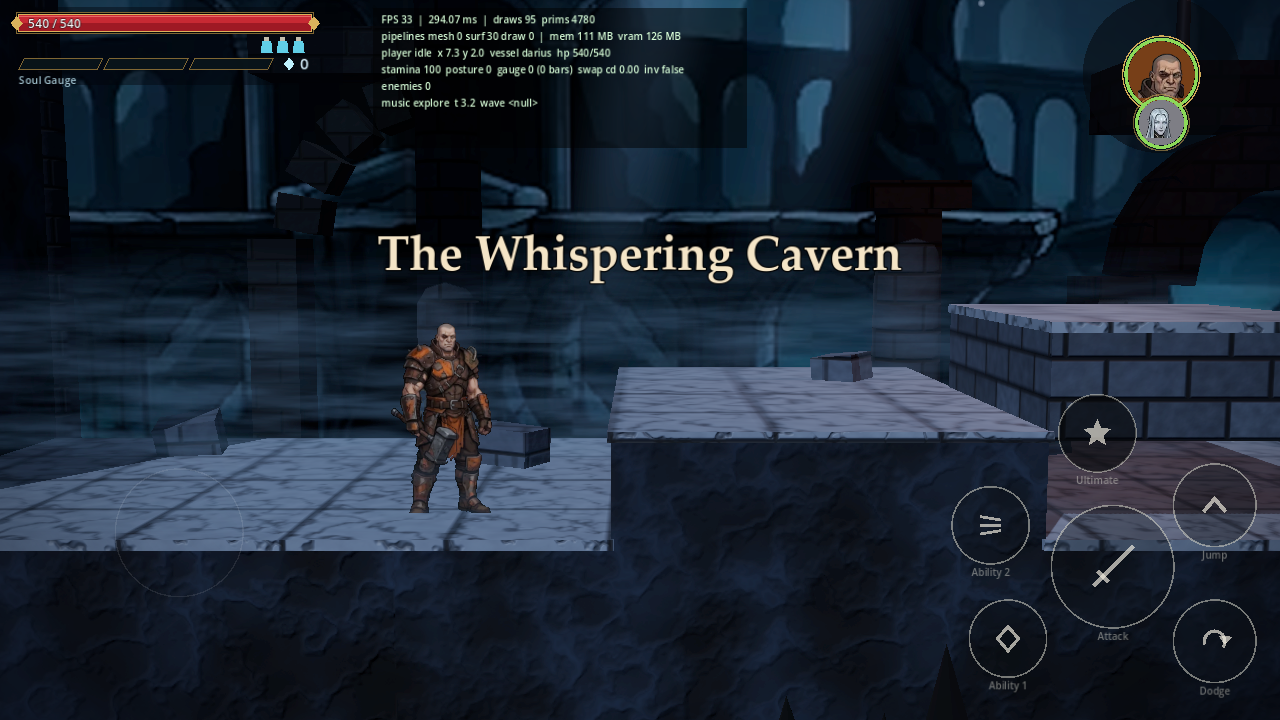 540 / 540
0
Soul Gauge
FPS 33 | 294.07 ms | draws 95 prims 4780
pipelines mesh 0 surf 30 draw 0 | mem 111 MB vram 126 MB
player idle x 7.3 y 2.0 vessel darius hp 540/540
stamina 100 posture 0 gauge 0 (0 bars) swap cd 0.00 inv false
enemies 0
music explore t 3.2 wave <null>
The Whispering Cavern
Ultimate
Jump
Ability 2
Attack
Ability 1
Dodge